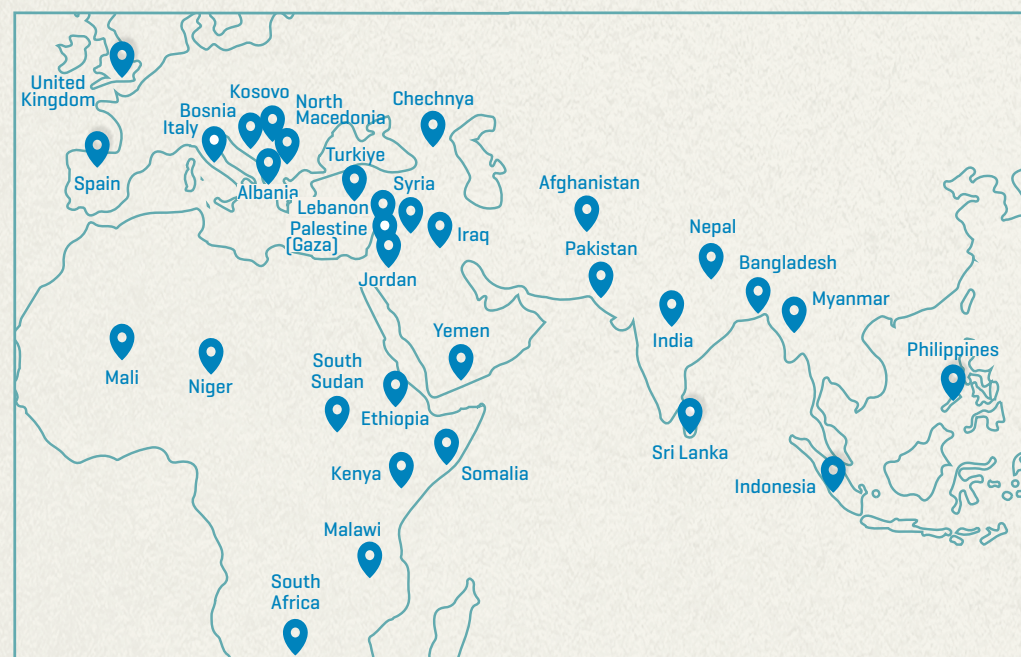 United
Kingdom
Spain
Italy
Bosnia
Kosovo
North
Macedonia
Albania
Chechnya
Turkiye
Syria
Lebanon
Palestine
(Gaza)
Iraq
Jordan
Afghanistan
Pakistan
Nepal
Bangladesh
Myanmar
India
Philippines
Sri Lanka
Indonesia
Yemen
Mali
Niger
South
Sudan
Ethiopia
Kenya
Somalia
Malawi
South
Africa